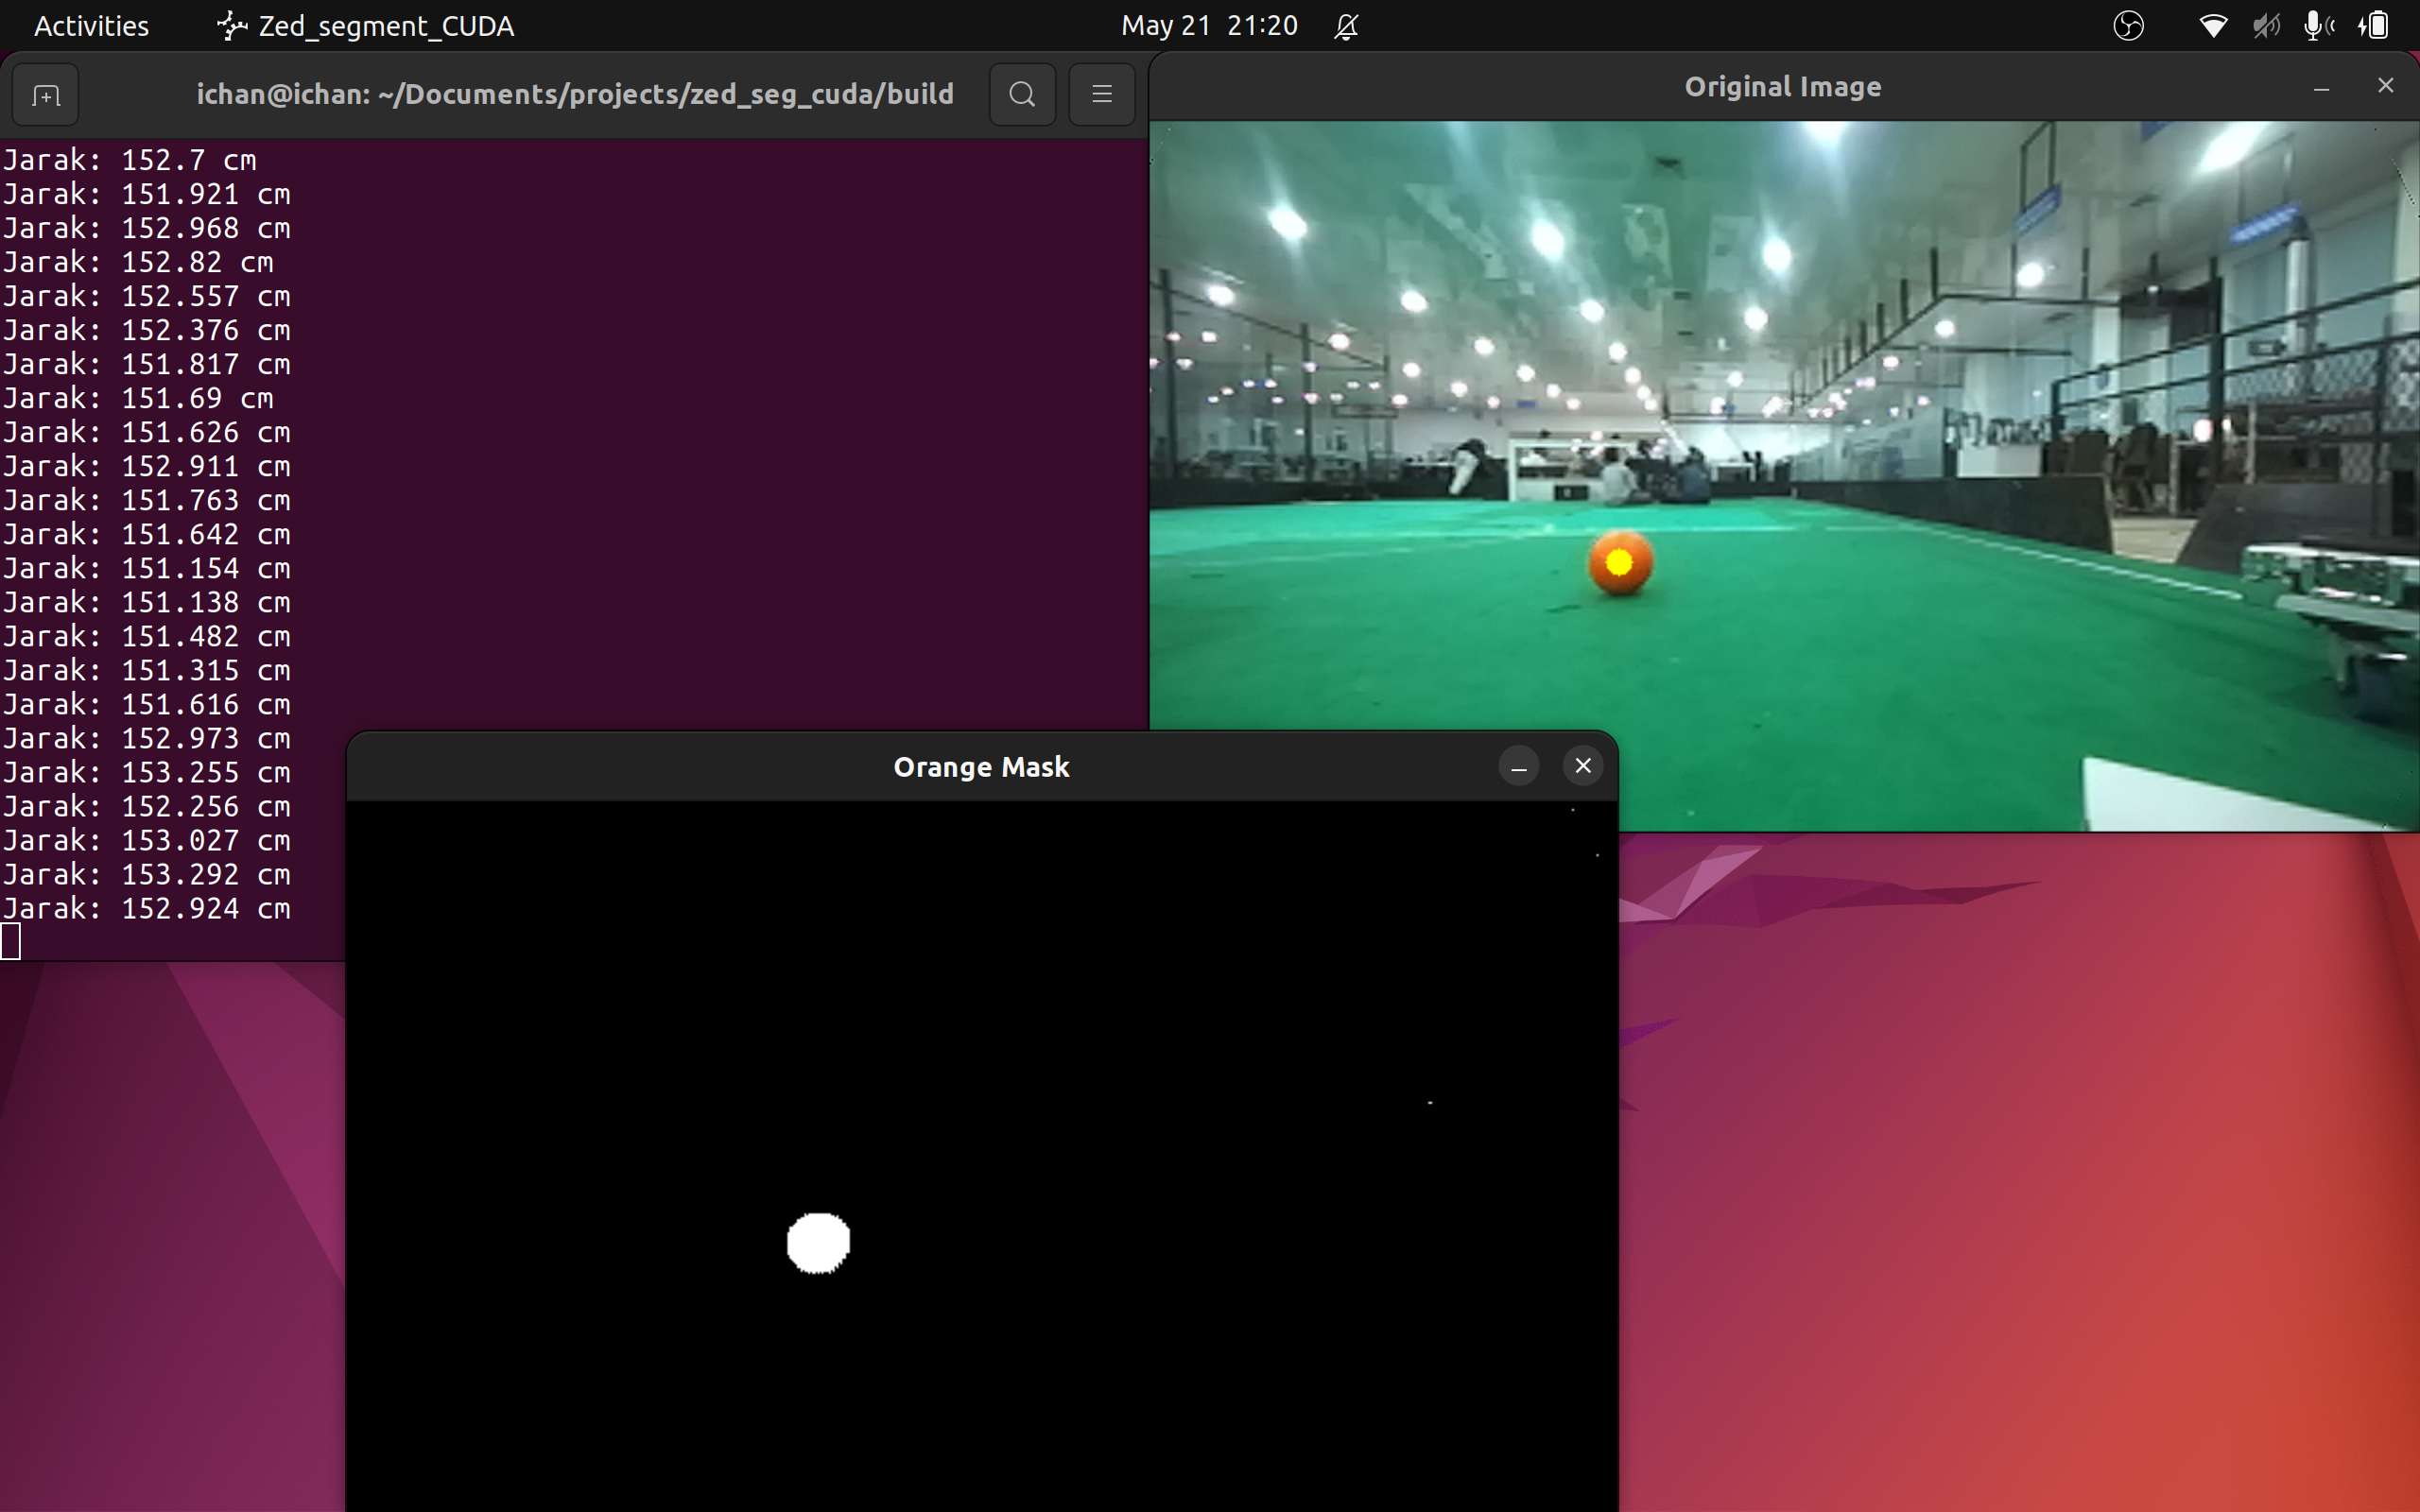 Activities Zed_segment_CUDA May 21 21:20
ichan@ichan: ~/Documents/projects/zed_seg_cuda/build
Jarak: 152.7 cm
Jarak: 151.921 cm
Jarak: 152.968 cm
Jarak: 152.82 cm
Jarak: 152.557 cm
Jarak: 152.376 cm
Jarak: 151.817 cm
Jarak: 151.69 cm
Jarak: 151.626 cm
Jarak: 152.911 cm
Jarak: 151.763 cm
Jarak: 151.642 cm
Jarak: 151.154 cm
Jarak: 151.138 cm
Jarak: 151.482 cm
Jarak: 151.315 cm
Jarak: 151.616 cm
Jarak: 152.973 cm
Jarak: 153.255 cm
Jarak: 152.256 cm
Jarak: 153.027 cm
Jarak: 153.292 cm
Jarak: 152.924 cm
Original Image
Orange Mask